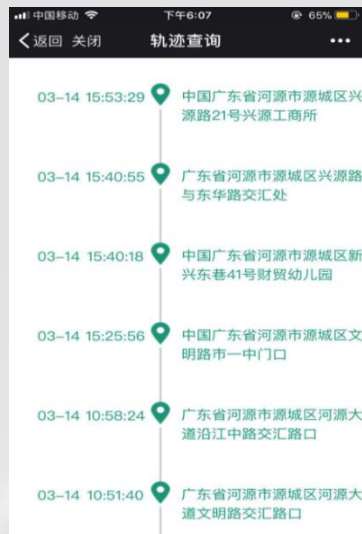 中国移动 下午6:07 65%
返回 关闭 轨迹查询
03-14 15:53:29 中国广东省河源市源城区兴
源路21号兴源工商所
03-14 15:40:55 广东省河源市源城区兴源路
与东华路交汇处
03-14 15:40:18 中国广东省河源市源城区新
兴东巷41号财贸幼儿园
03-14 15:25:56 中国广东省河源市源城区文
明路市一中门口
03-14 10:58:24 广东省河源市源城区河源大
道沿江中路交汇路口
03-14 10:51:40 广东省河源市源城区河源大
道文明路交汇路口